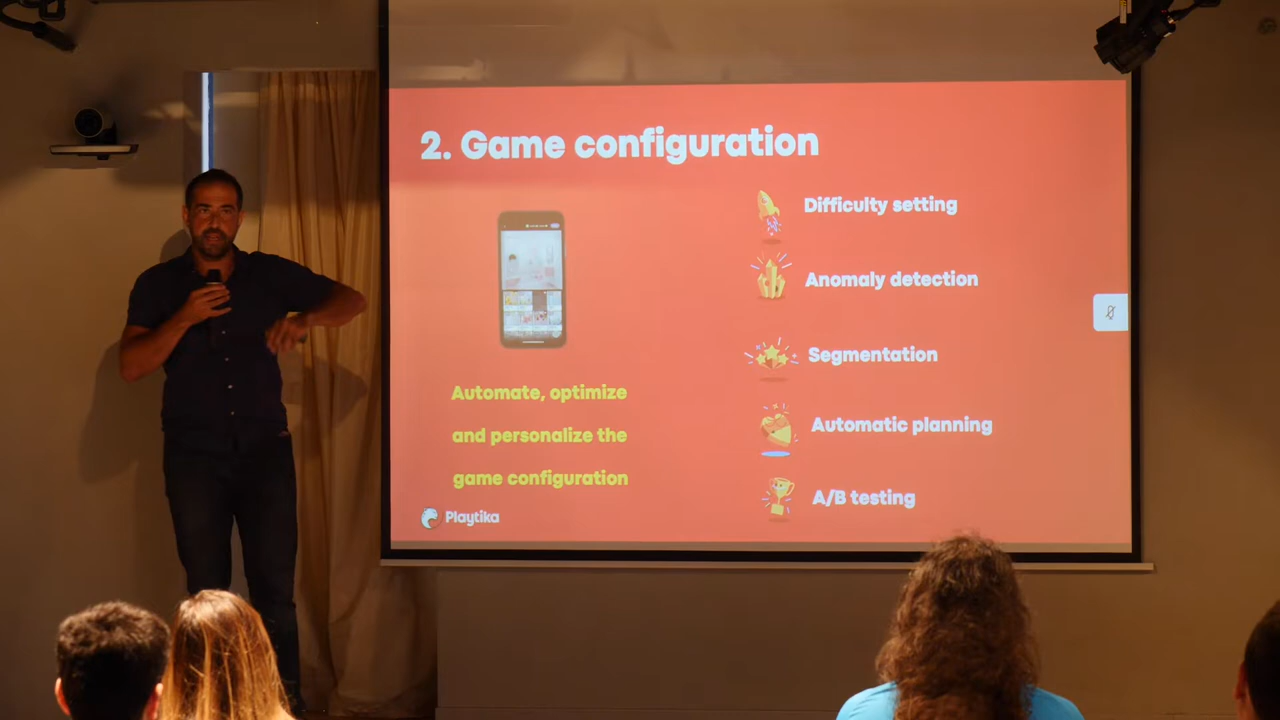 2. Game configuration
Automate, optimize
and personalize the
game configuration
Difficulty setting
Anomaly detection
Segmentation
Automatic planning
A/B testing
Playtika